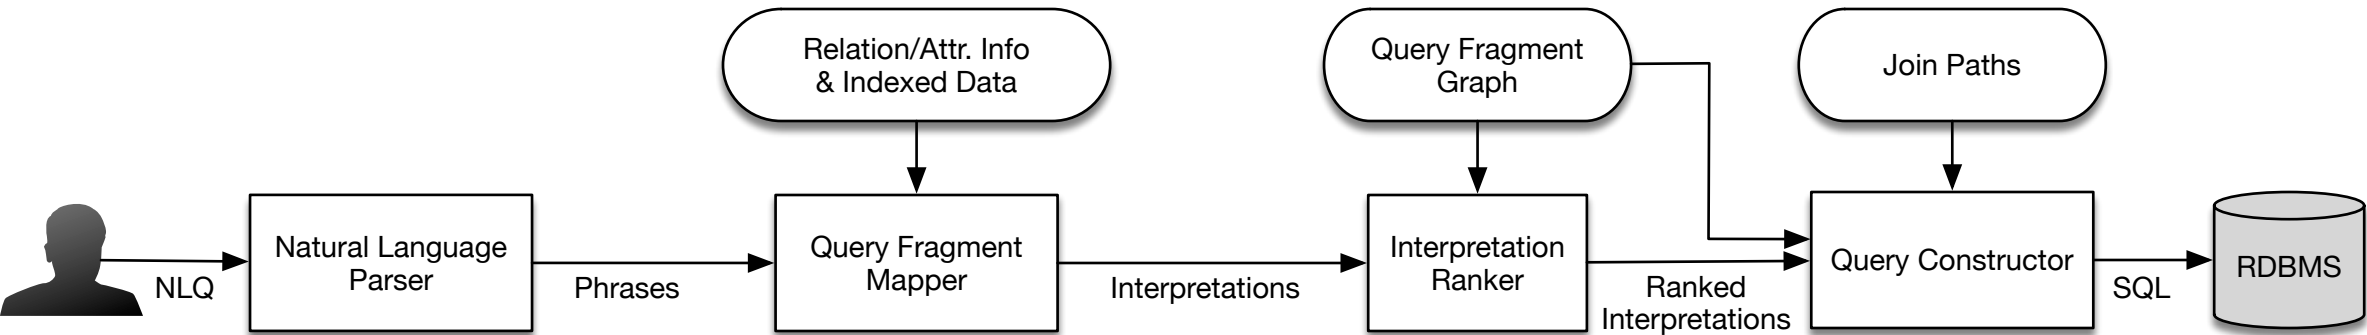 Relation/Attr. Info
& Indexed Data
Query Fragment
Graph
Join Paths
NLQ
Natural Language
Parser
Phrases
Query Fragment
Mapper
Interpretations
Interpretation
Ranker
Ranked
Interpretations
Query Constructor
SQL
RDBMS